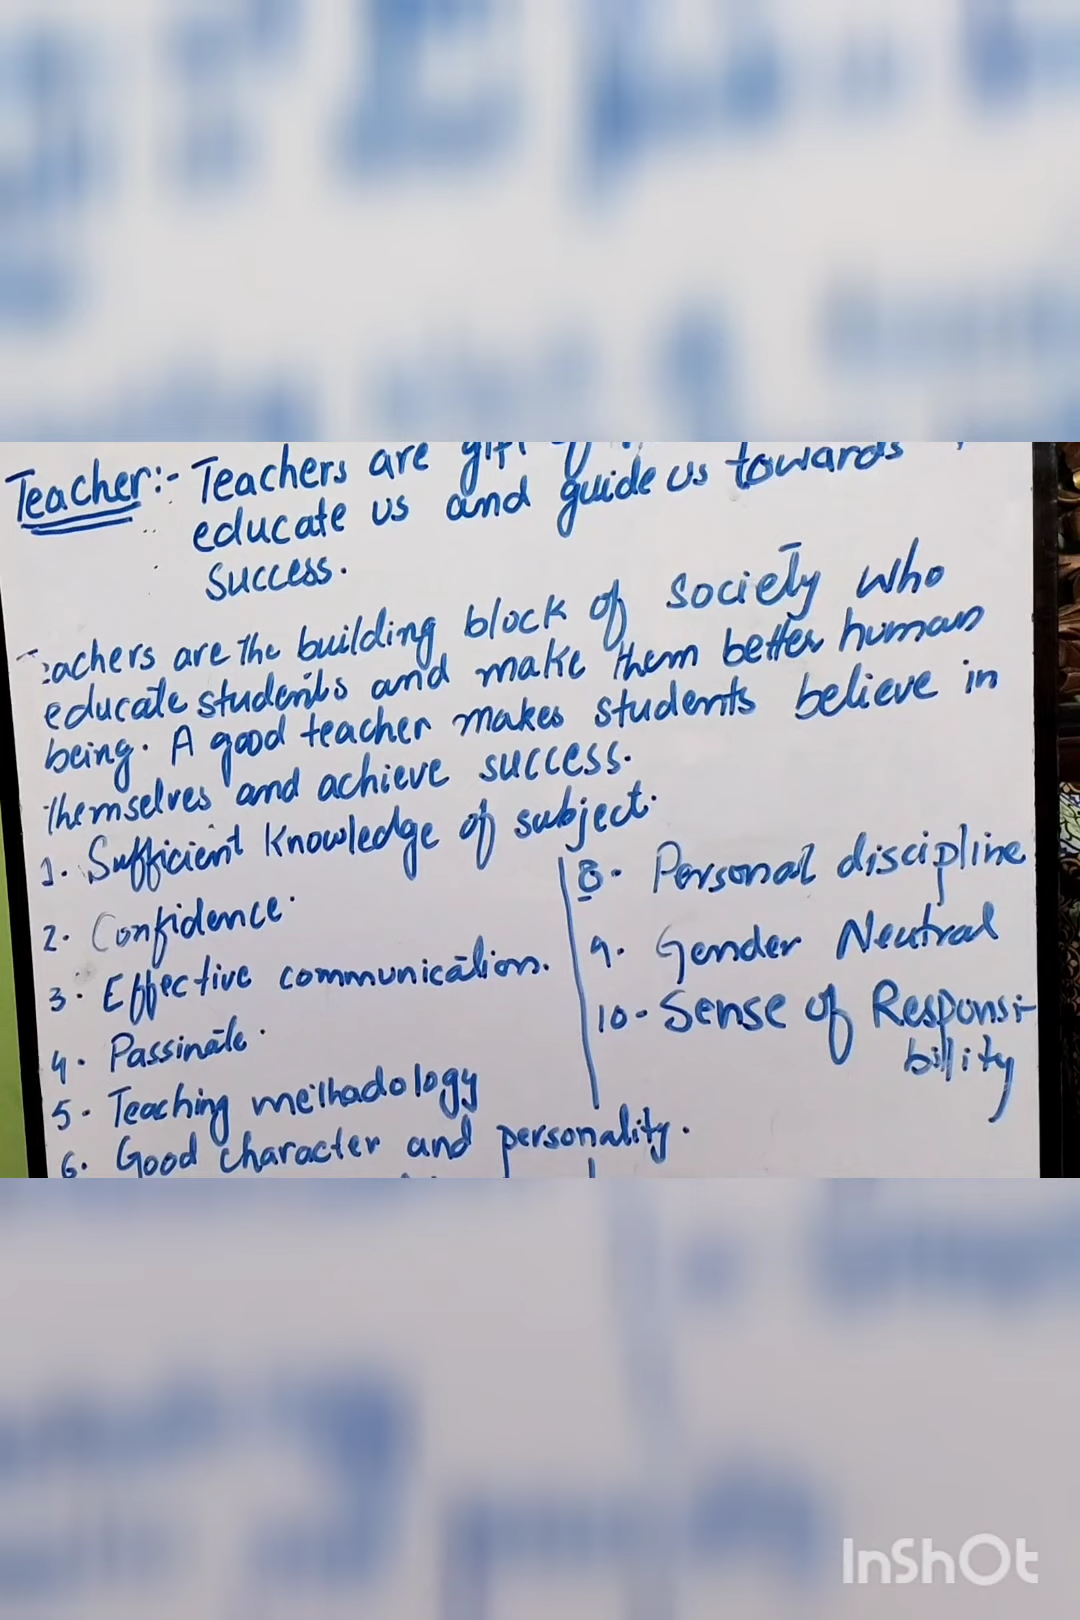 Teacher:- Teachers are gift of
educate us and guide us towards
success.
eachers are the building block of society who
educate students and make them better human
being. A good teacher makes students believe in
themselves and achieve success.
1. Sufficient Knowledge of subject.
2. Confidence.
3. Effective communication.
4. Passinate.
5. Teaching methadology
6. Good character and personality.
8. Personal discipline
9. Gender Neutral
10- Sense of Responsi-
billity
InShOt